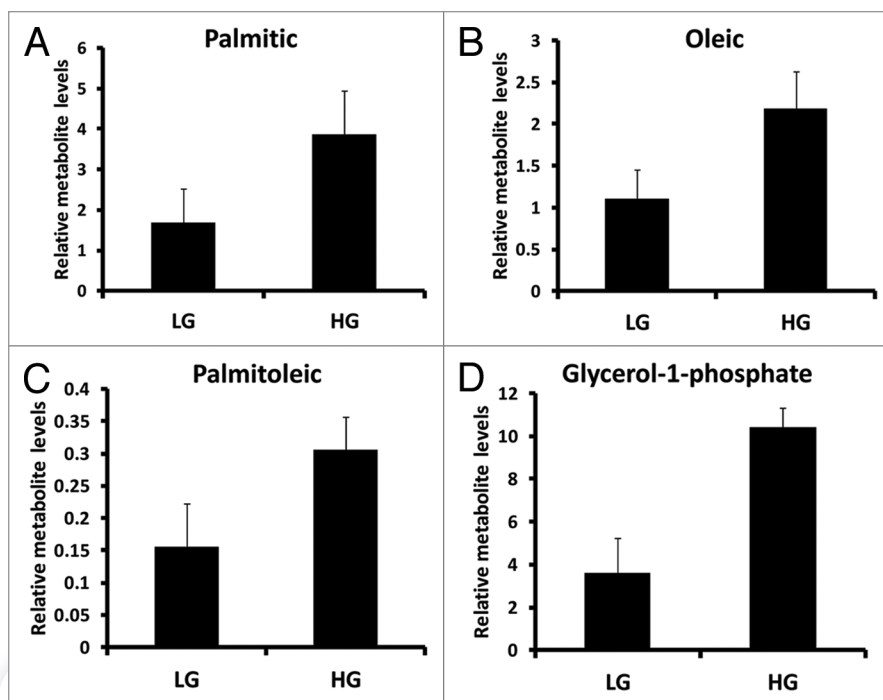 A
Palmitic
Relative metabolite levels
6
5
4
3
2
1
0
LG HG
B
Oleic
Relative metabolite levels
3
2.5
2
1.5
1
0.5
0
LG HG
C
Palmitoleic
Relative metabolite levels
0.4
0.35
0.3
0.25
0.2
0.15
0.1
0.05
0
LG HG
D
Glycerol-1-phosphate
Relative metabolite levels
12
10
8
6
4
2
0
LG HG